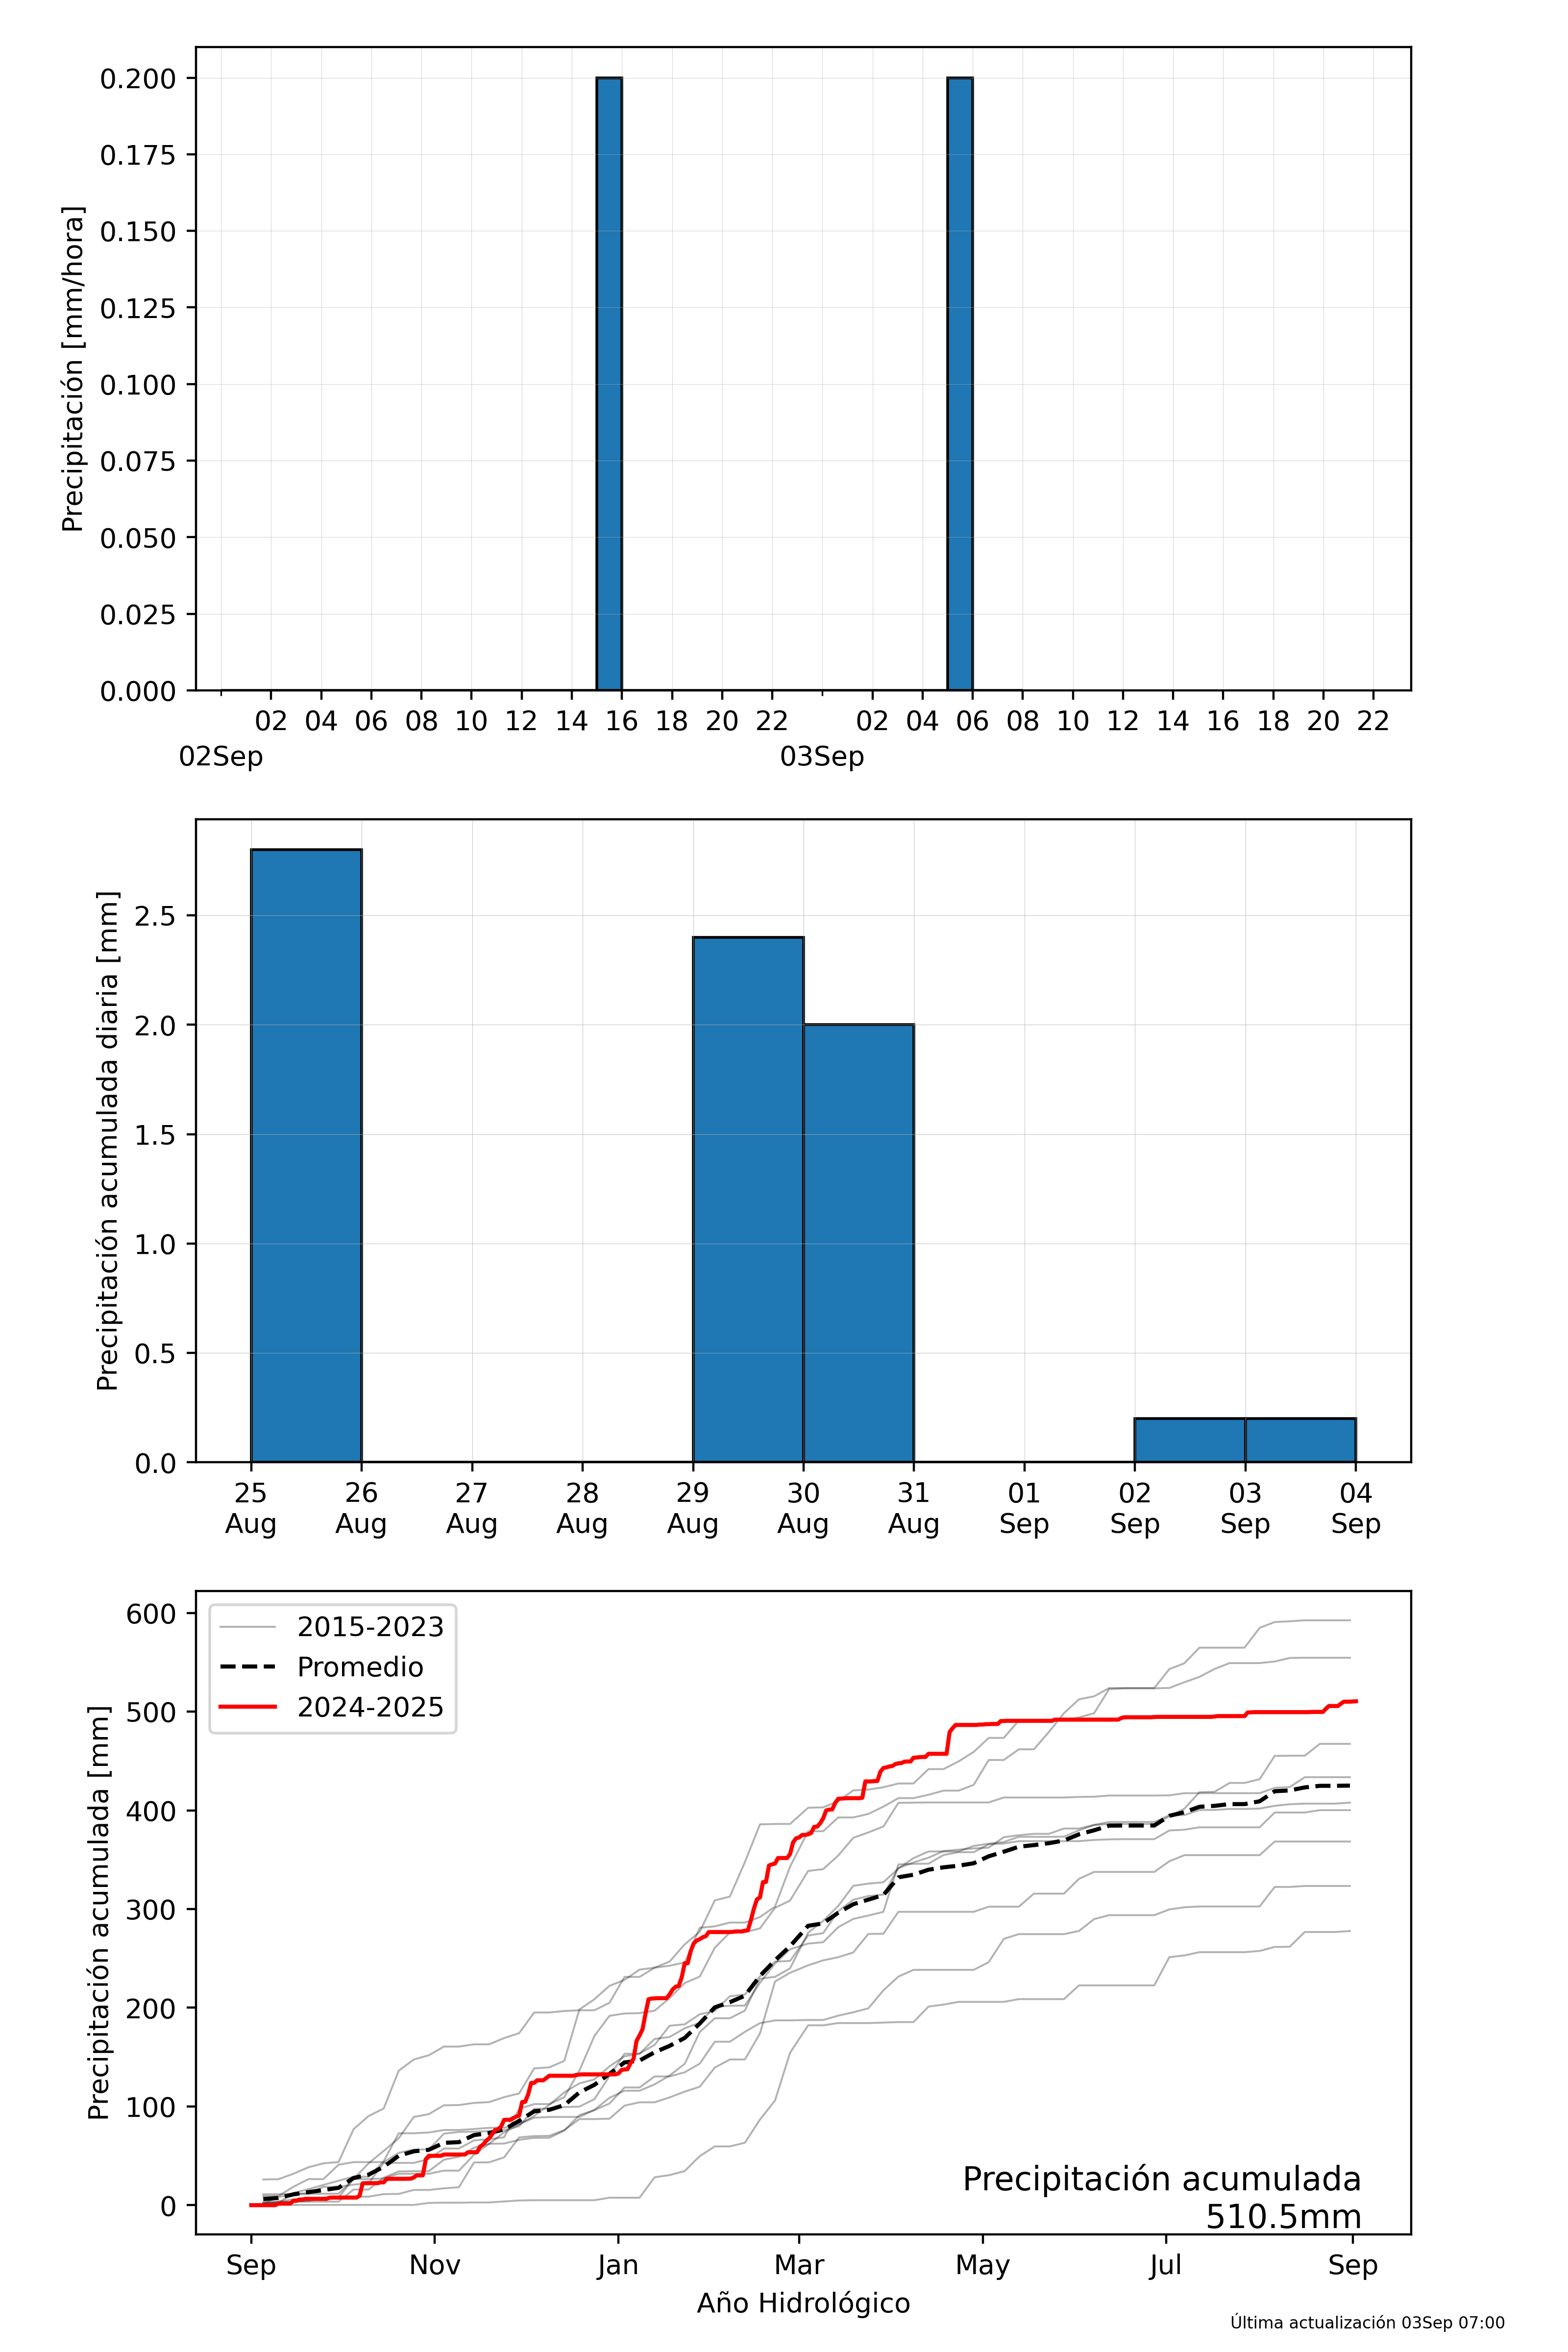 Precipitación [mm/hora]
0.200
0.175
0.150
0.125
0.100
0.075
0.050
0.025
0.000
02 04 06 08 10 12 14 16 18 20 22 02 04 06 08 10 12 14 16 18 20 22
02Sep 03Sep
Precipitación acumulada diaria [mm]
2.5
2.0
1.5
1.0
0.5
0.0
25 26 27 28 29 30 31 01 02 03 04
Aug Aug Aug Aug Aug Aug Aug Sep Sep Sep Sep
Precipitación acumulada [mm]
600
500
400
300
200
100
0
2015-2023
Promedio
2024-2025
Precipitación acumulada
510.5mm
Sep Nov Jan Mar May Jul Sep
Año Hidrológico
Última actualización 03Sep 07:00